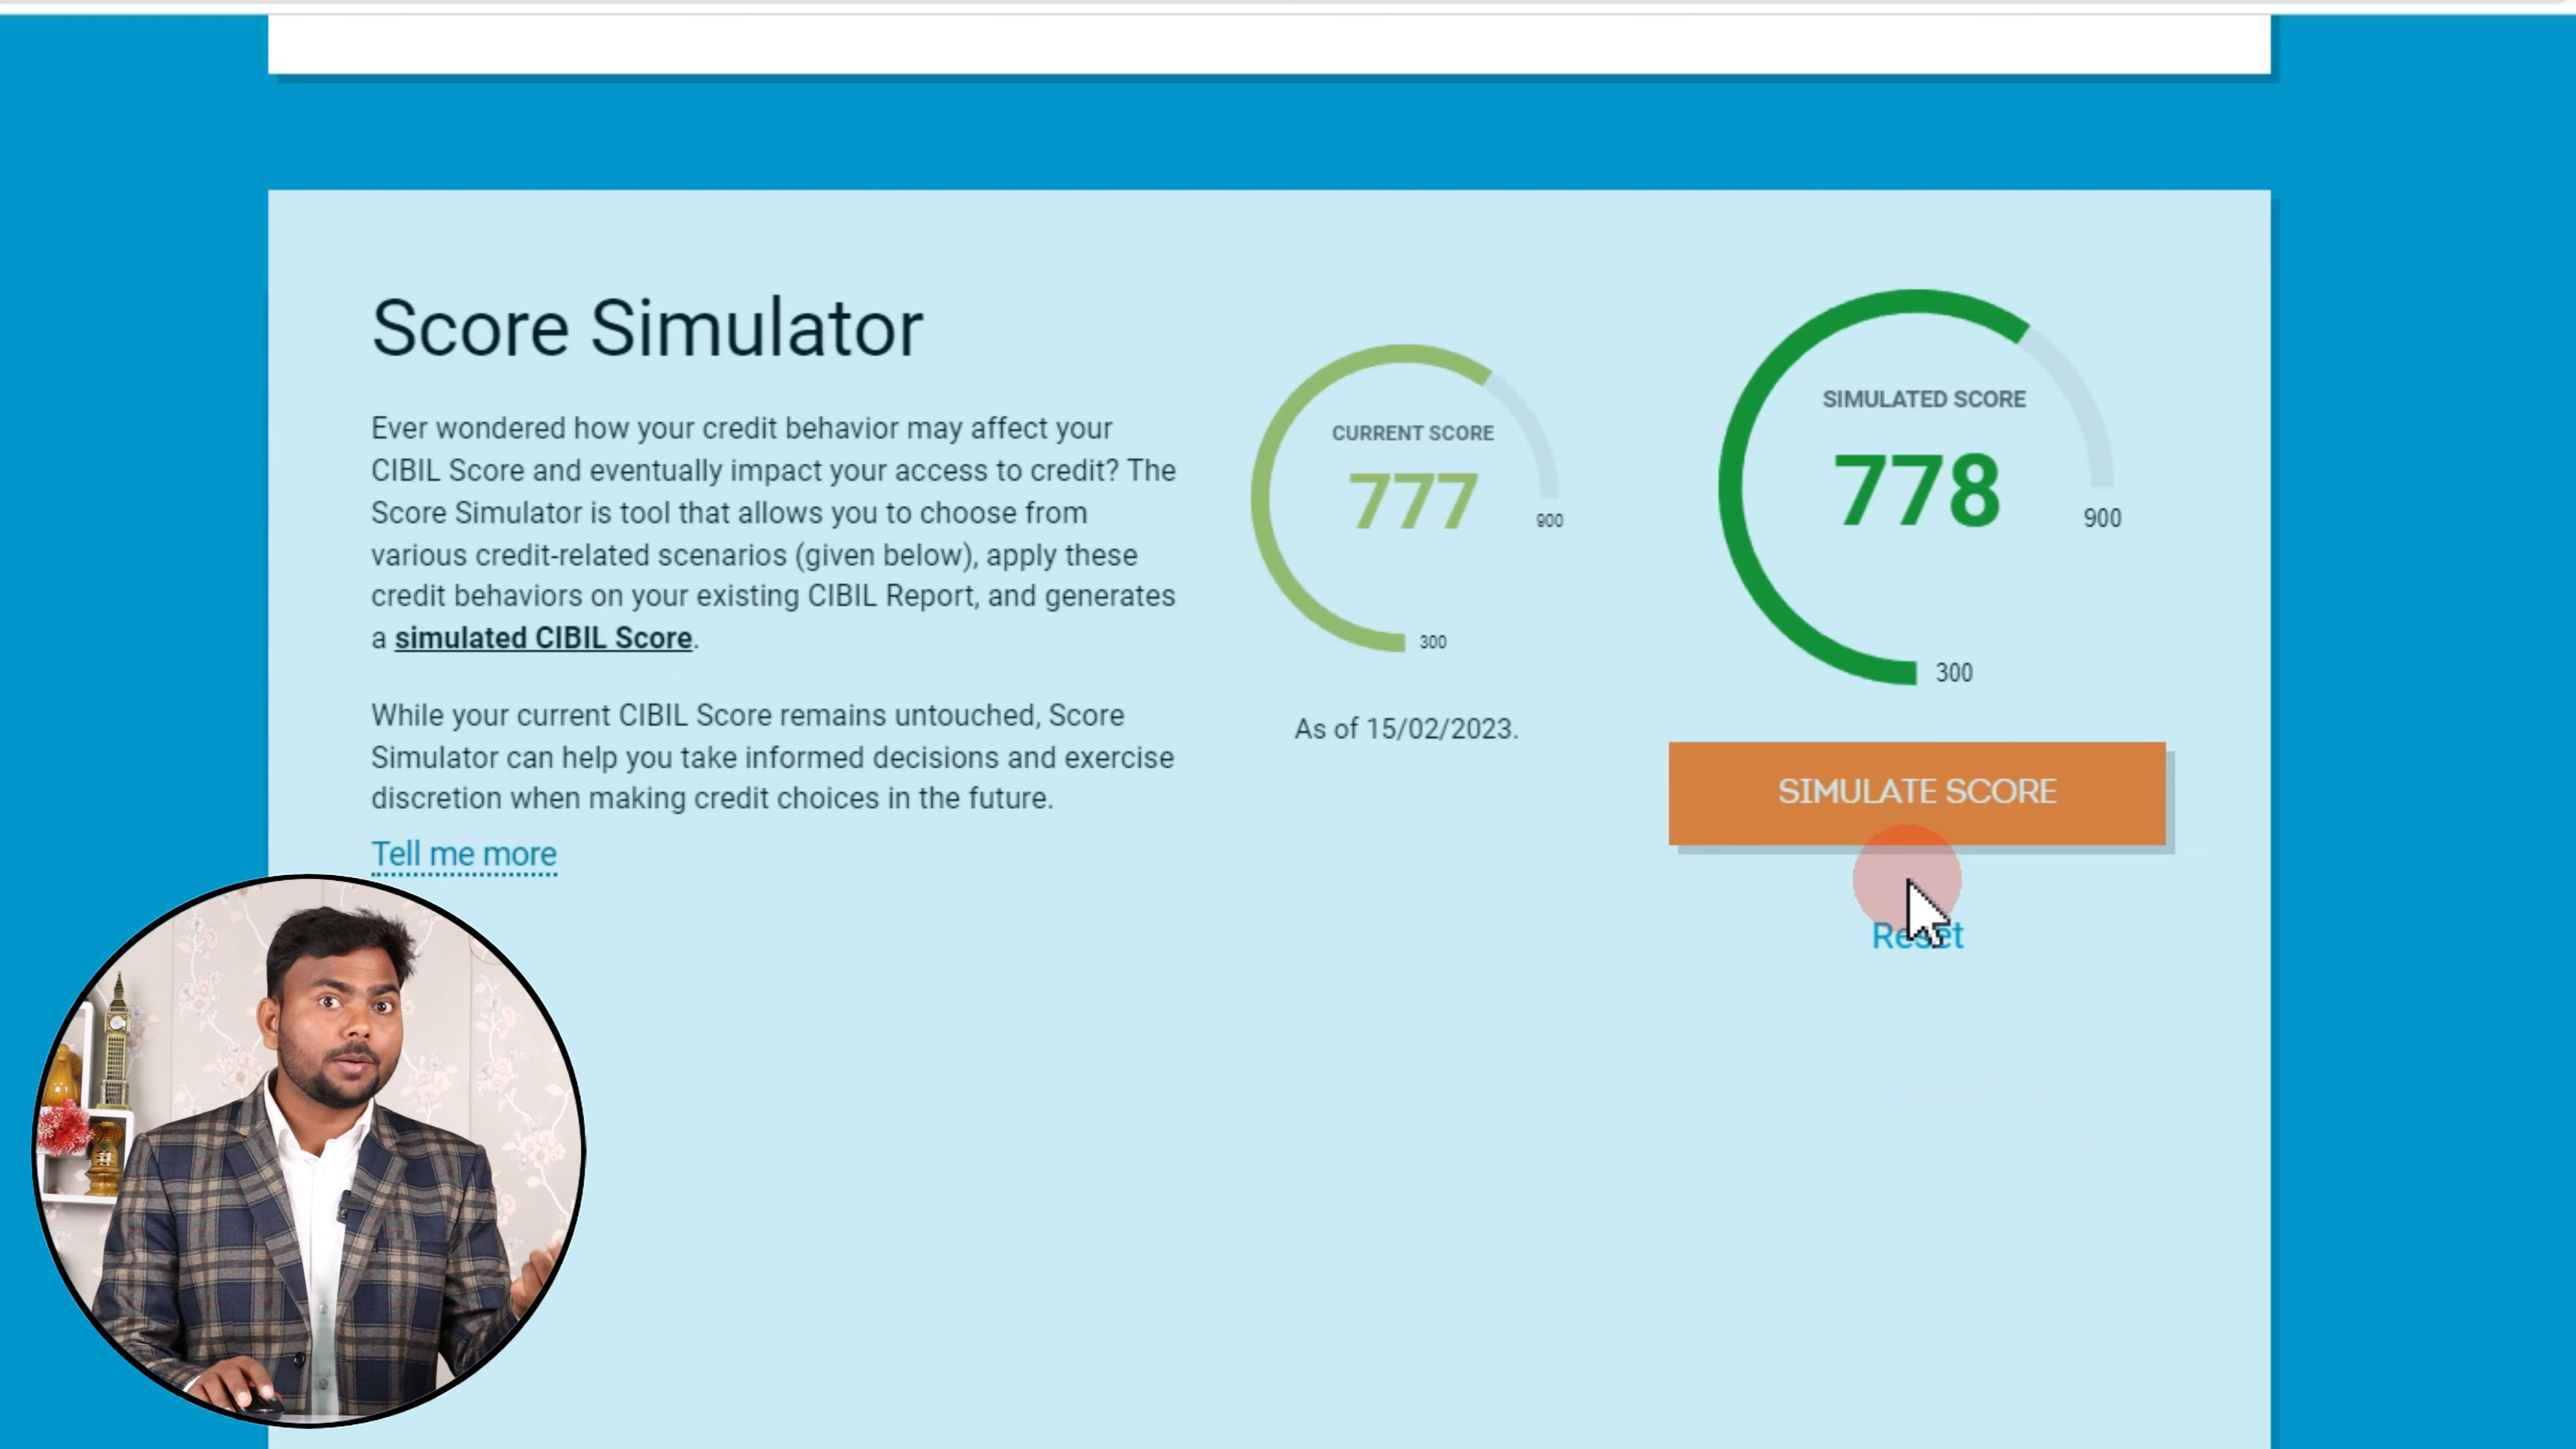 Score Simulator
Ever wondered how your credit behavior may affect your
CIBIL Score and eventually impact your access to credit? The
Score Simulator is tool that allows you to choose from
various credit-related scenarios (given below), apply these
credit behaviors on your existing CIBIL Report, and generates
a simulated CIBIL Score.
While your current CIBIL Score remains untouched, Score
Simulator can help you take informed decisions and exercise
discretion when making credit choices in the future.
Tell me more
CURRENT SCORE
777
900
300
As of 15/02/2023.
SIMULATED SCORE
778
900
300
SIMULATE SCORE
Reset